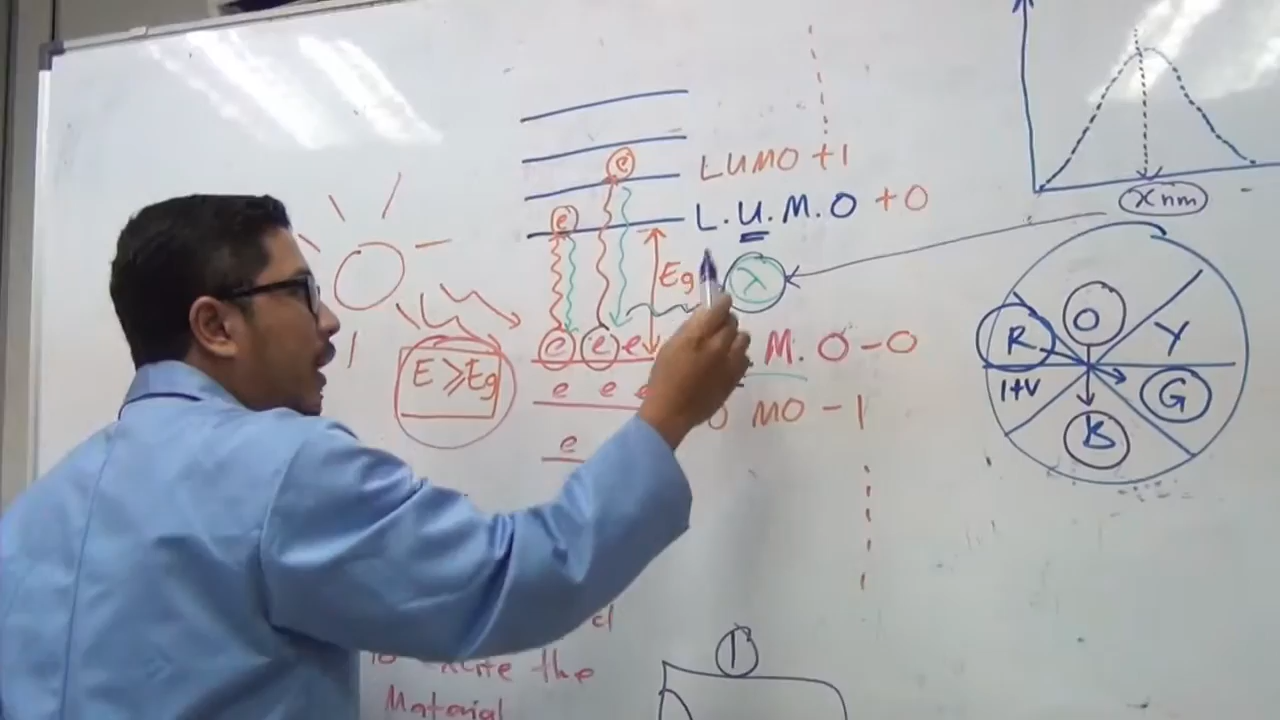 e
LUMO +1
e
L.U.M.O +0
Eg
λ
X nm
e e e M.O-0
E ≥ Eg
e e e MO -1
e
O
R
Y
I+V
G
B
excite the
Material
1